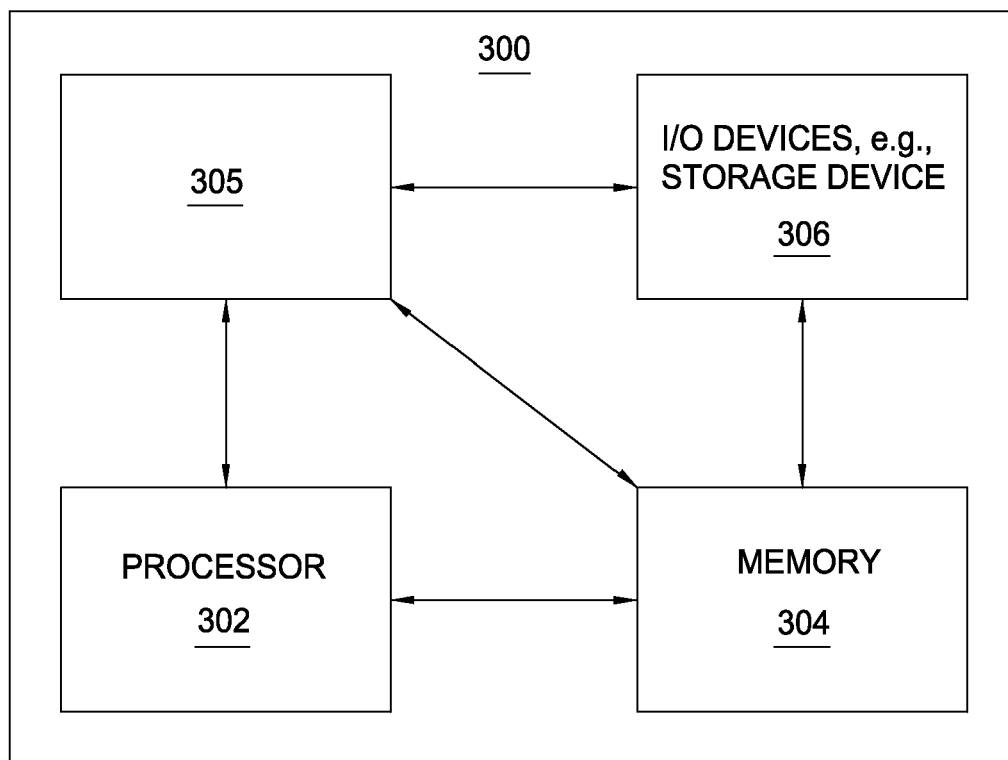 300
305
I/O DEVICES, e.g.,
STORAGE DEVICE
306
PROCESSOR
302
MEMORY
304